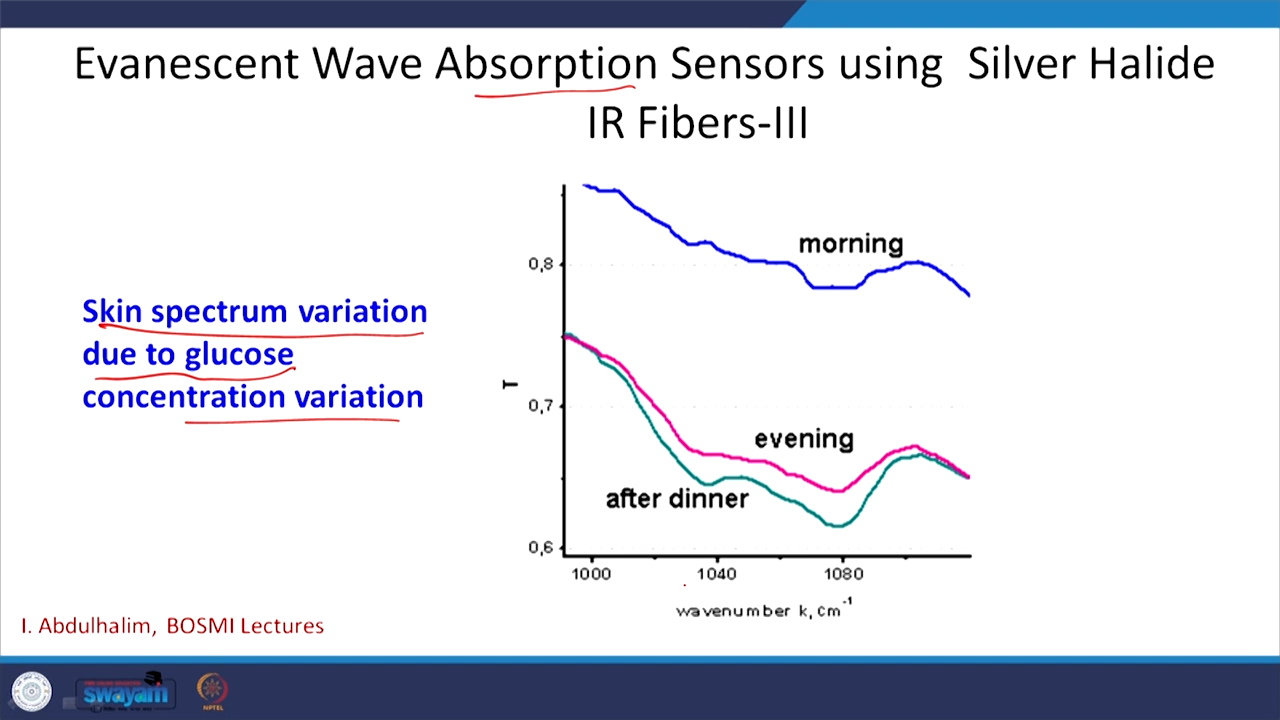 Evanescent Wave Absorption Sensors using Silver Halide
IR Fibers-III
Skin spectrum variation
due to glucose
concentration variation
T
0,8
0,7
0,6
morning
evening
after dinner
1000 1040 1080
wavenumber k, cm⁻¹
I. Abdulhalim, BOSMI Lectures
swayam
NPTEL